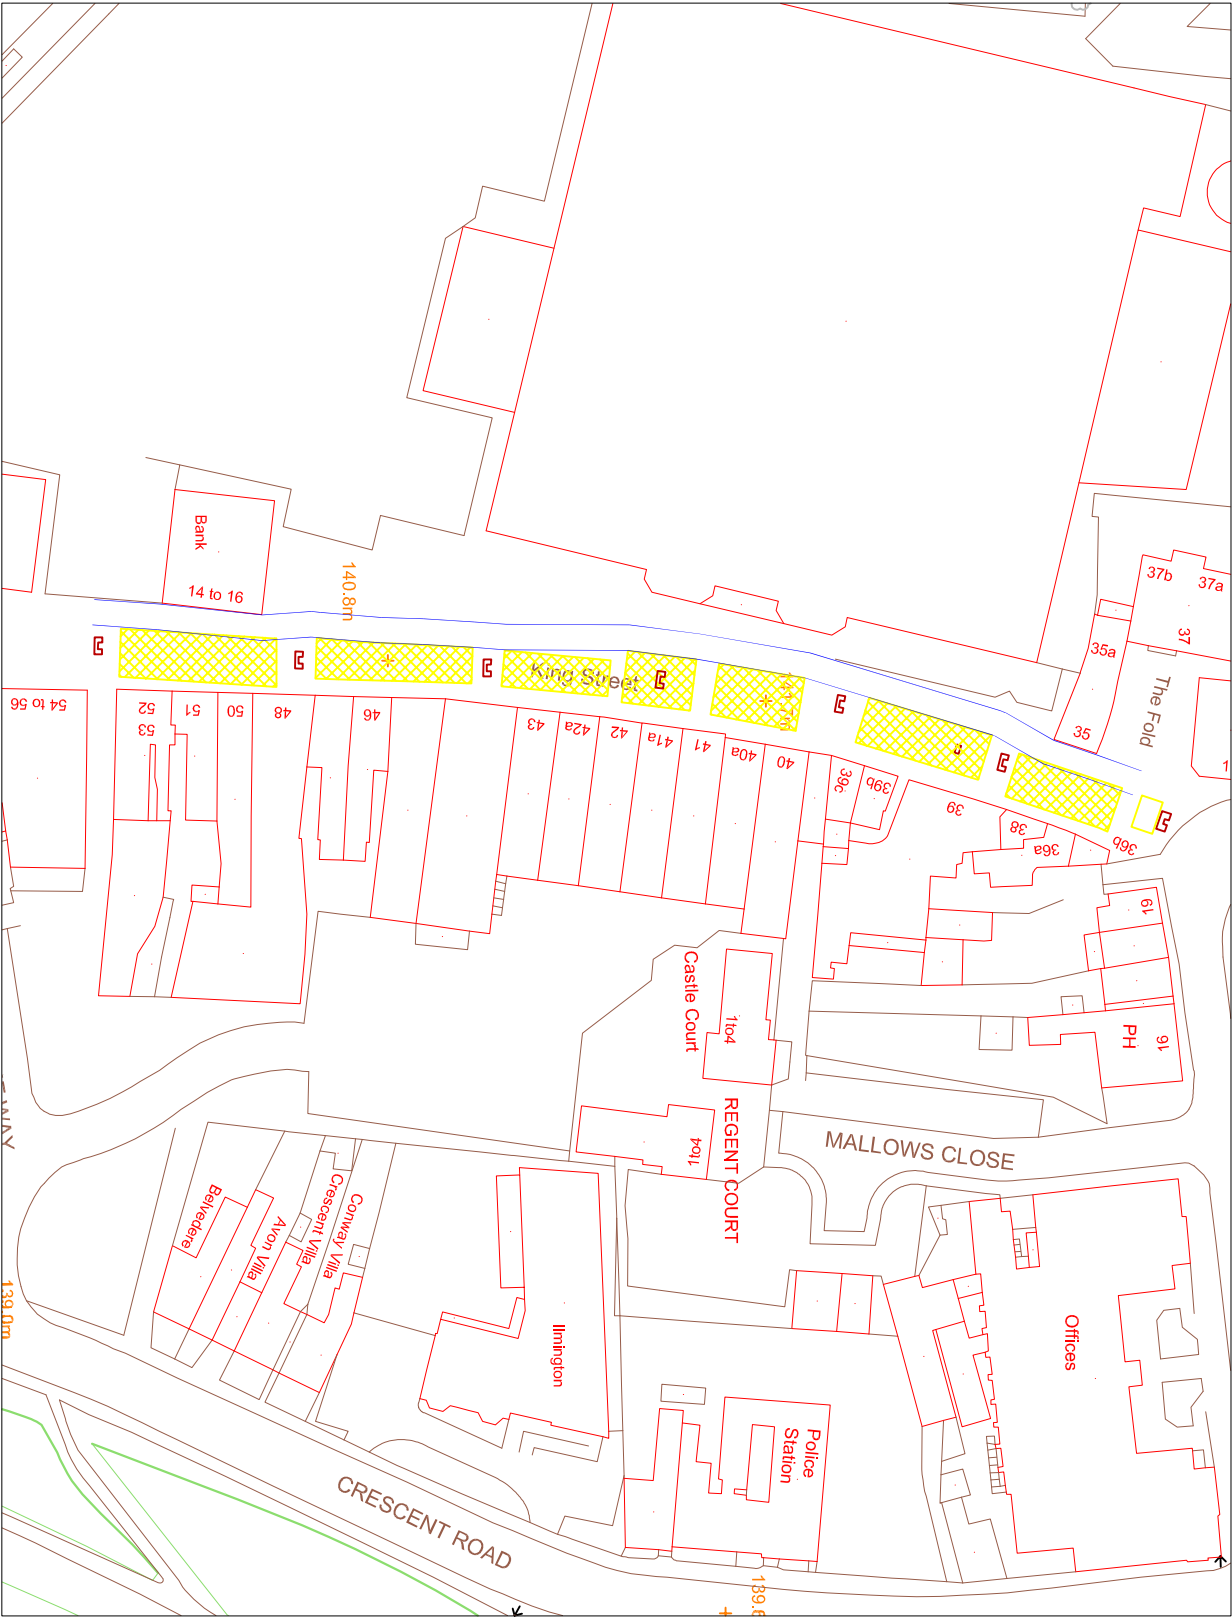 37b
37a
37
35a
The Fold
35
1
Bank
14 to 16
140.8m
King Street
141.7m
54 to 56
52
53
51
50
48
46
43
42a
42
41a
41
40a
40
39c
39b
39
38
36a
36b
19
16
PH
Castle Court
1to4
REGENT COURT
1to4
MALLOWS CLOSE
Belvedere
Avon Villa
Crescent Villa
Conway Villa
Ilmington
Offices
Police
Station
CRESCENT ROAD
139.0m
WAY